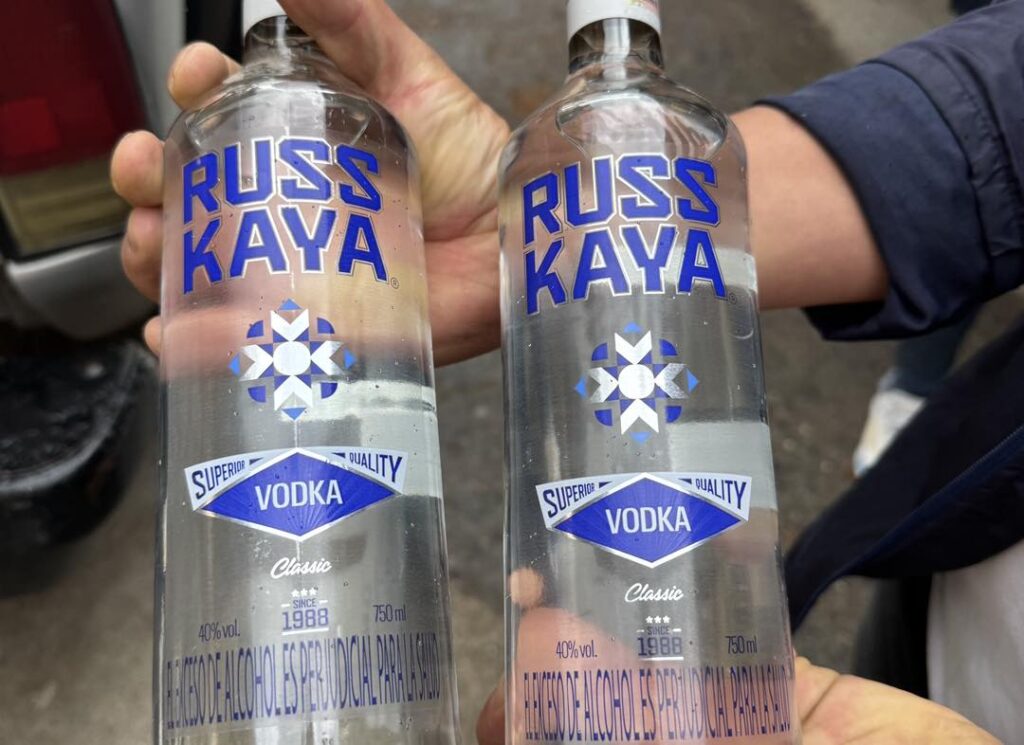 RUSS
KAYA
®
SUPERIOR QUALITY
VODKA
Classic
SINCE
1988
40% vol. 750 ml
EL EXCESO DE ALCOHOL ES PERJUDICIAL PARA LA SALUD
RUSS
KAYA
SUPERIOR QUALITY
VODKA
Classic
SINCE
1988
40% vol. 750 ml
EL EXCESO DE ALCOHOL ES PERJUDICIAL PARA LA SALUD